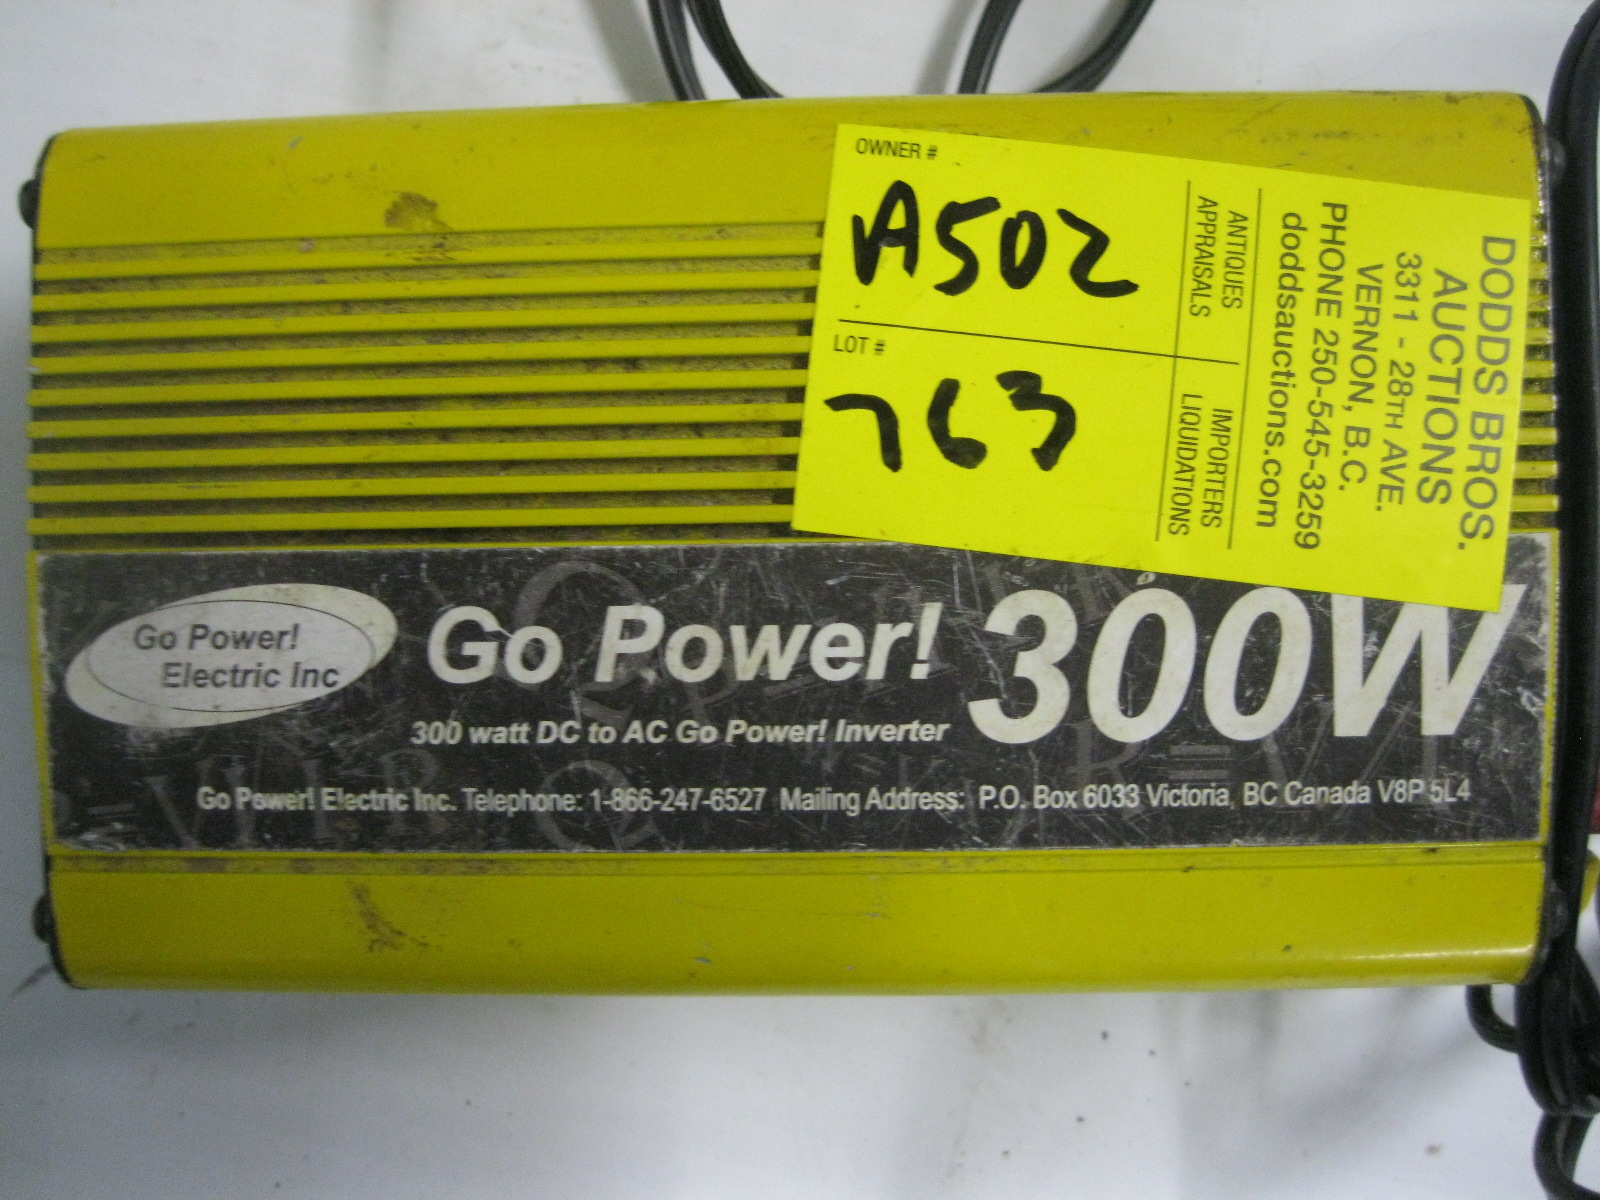 OWNER #
A502
LOT #
763
ANTIQUES
APPRAISALS
IMPORTERS
LIQUIDATIONS
DODDS BROS.
AUCTIONS
3311 - 28TH AVE.
VERNON, B.C.
PHONE 250-545-3259
doddsauctions.com
Go Power!
Electric Inc
Go Power! 300W
300 watt DC to AC Go Power! Inverter
Go Power! Electric Inc. Telephone: 1-866-247-6527 Mailing Address: P.O. Box 6033 Victoria, BC Canada V8P 5L4